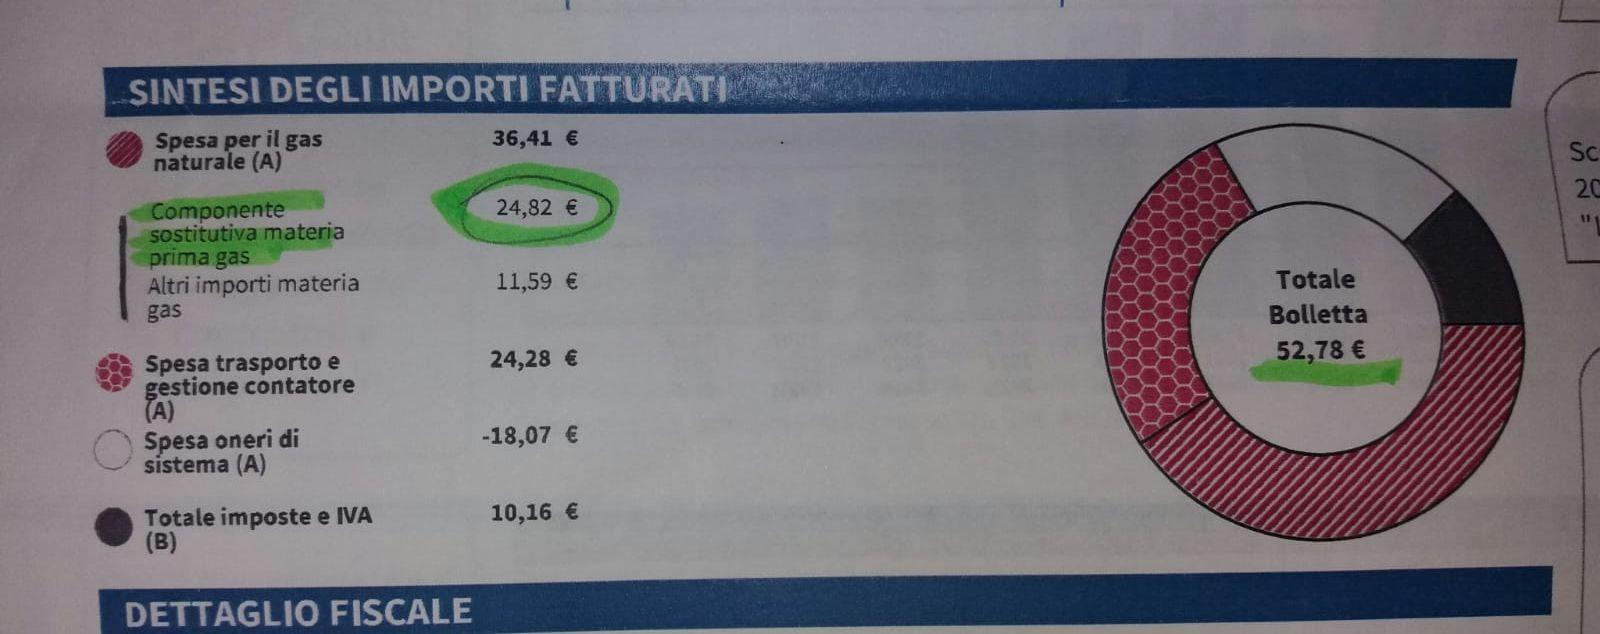 SINTESI DEGLI IMPORTI FATTURATI
Spesa per il gas 36,41 €
naturale (A)
Componente 24,82 €
sostitutiva materia
prima gas
Altri importi materia 11,59 €
gas
Spesa trasporto e 24,28 €
gestione contatore
(A)
Spesa oneri di -18,07 €
sistema (A)
Totale imposte e IVA 10,16 €
(B)
Totale
Bolletta
52,78 €
Sc
20
DETTAGLIO FISCALE